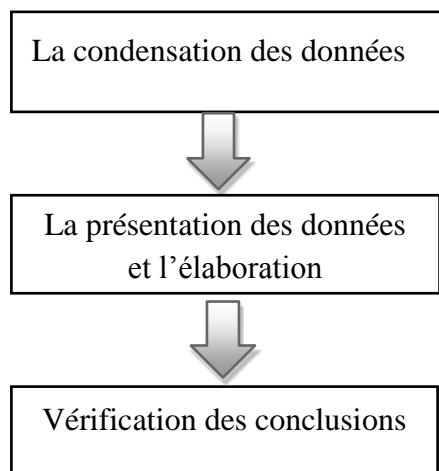 La condensation des données
La présentation des données
et l’élaboration
Vérification des conclusions